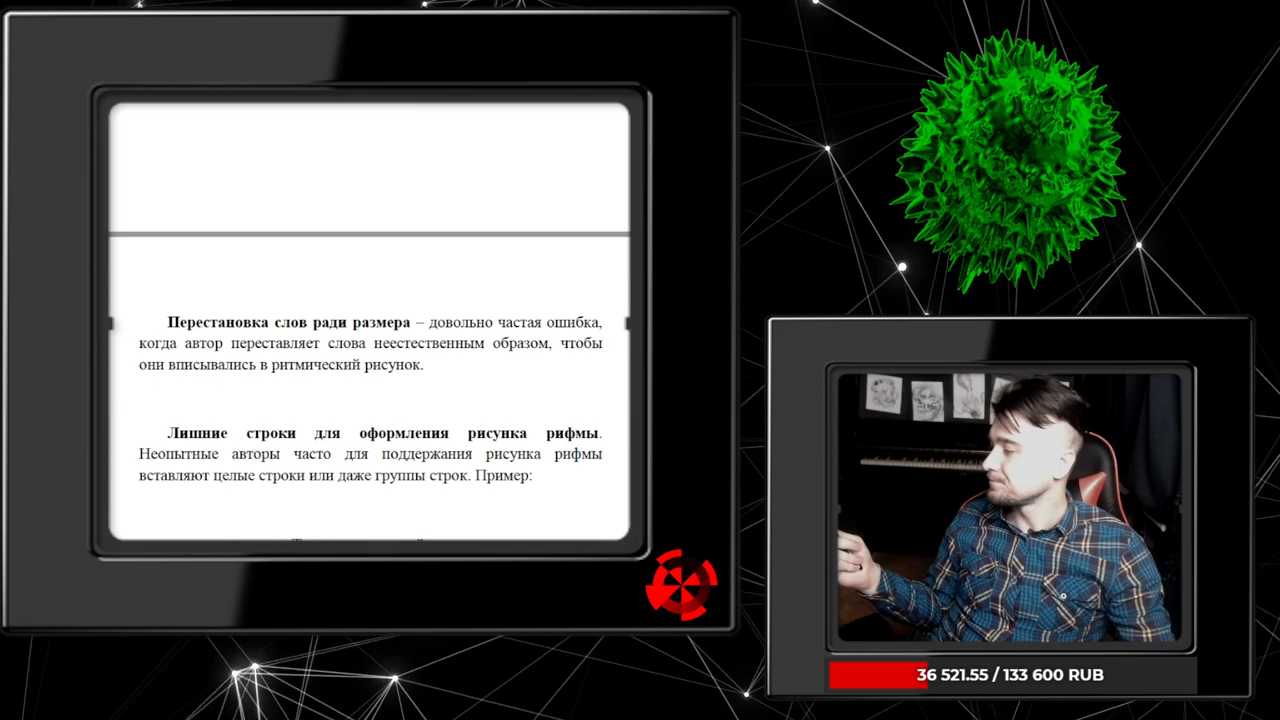 Перестановка слов ради размера – довольно частая ошибка,
когда автор переставляет слова неестественным образом, чтобы
они вписывались в ритмический рисунок.
Лишние строки для оформления рисунка рифмы.
Неопытные авторы часто для поддержания рисунка рифмы
вставляют целые строки или даже группы строк. Пример:
36 521.55 / 133 600 RUB